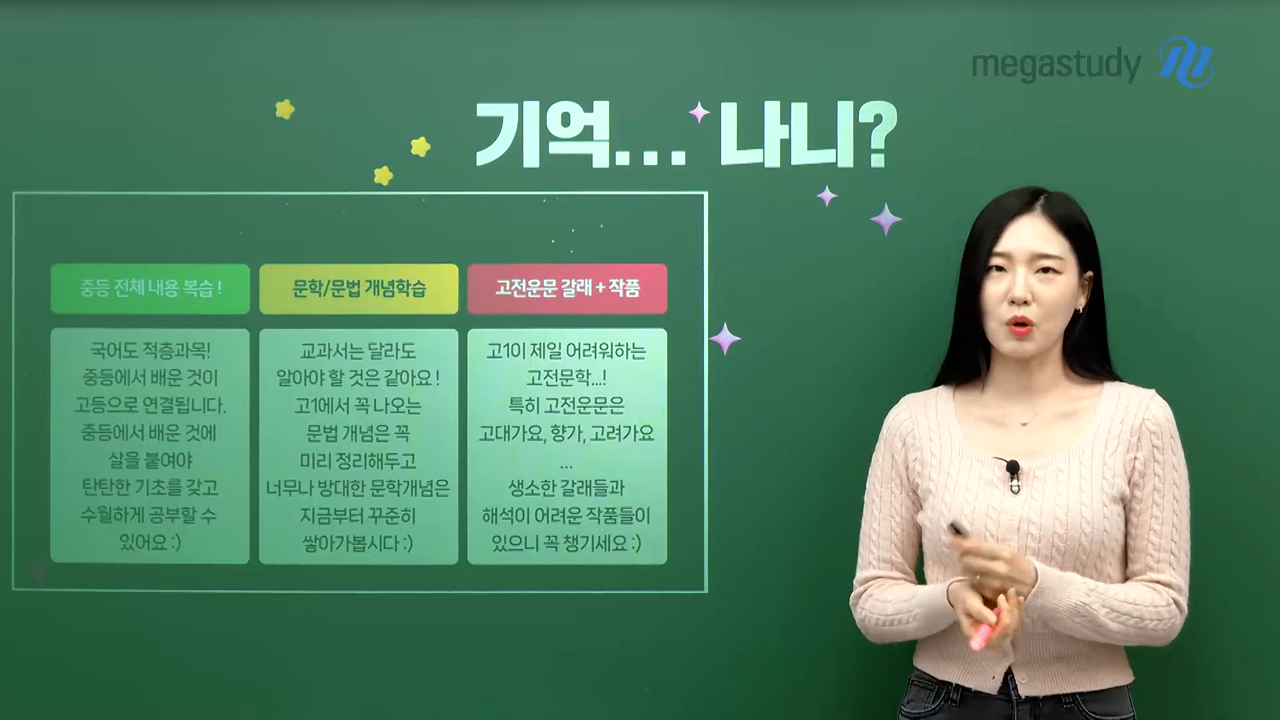 megastudy
기억... 나니?
중등 전체 내용 복습!
국어도 적층과목!
중등에서 배운 것이
고등으로 연결됩니다.
중등에서 배운 것에
살을 붙여야
탄탄한 기초를 갖고
수월하게 공부할 수
있어요 :)
문학/문법 개념학습
교과서는 달라도
알아야 할 것은 같아요!
고1에서 꼭 나오는
문법 개념은 꼭
미리 정리해두고
너무나 방대한 문학개념은
지금부터 꾸준히
쌓아가봅시다 :)
고전운문 갈래 + 작품
고1이 제일 어려워하는
고전문학...!
특히 고전운문은
고대가요, 향가, 고려가요
...
생소한 갈래들과
해석이 어려운 작품들이
있으니 꼭 챙기세요 :)